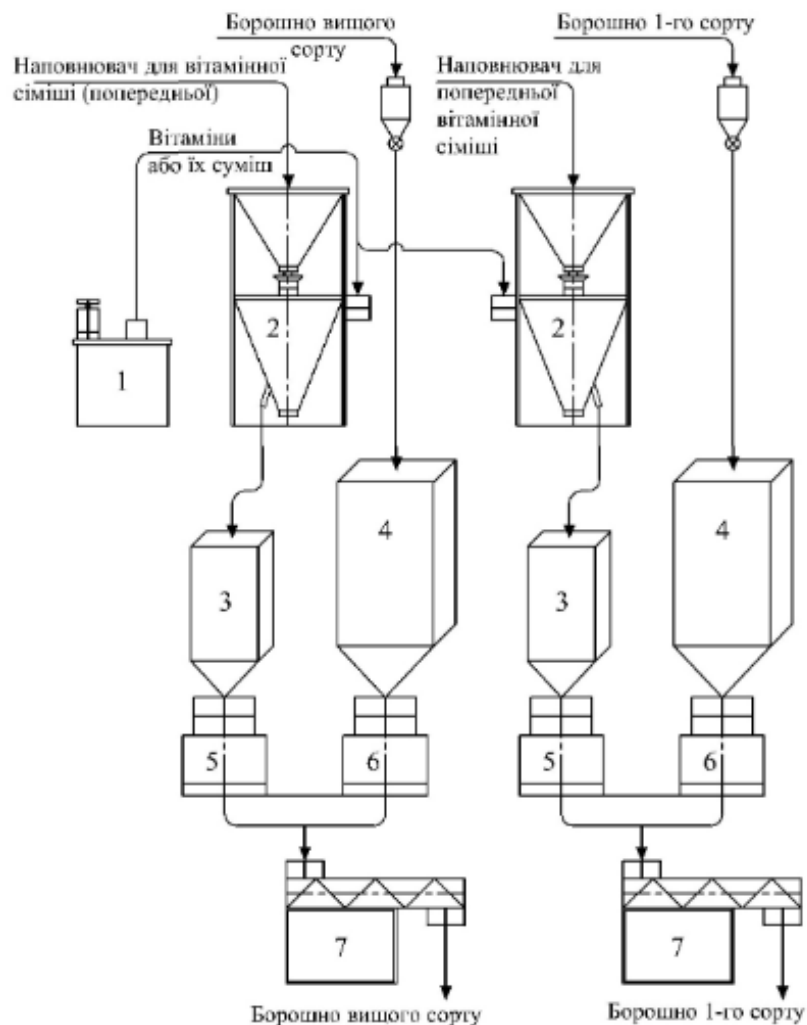 Борошно вищого
сорту
Борошно 1-го сорту
Наповнювач для вітамінної
сіміші (попередньої)
Наповнювач для
попередньої
вітамінної
сіміші
Вітаміни
або їх суміш
2
2
1
4
4
3
3
5
6
5
6
7
7
Борошно вищого сорту
Борошно 1-го сорту